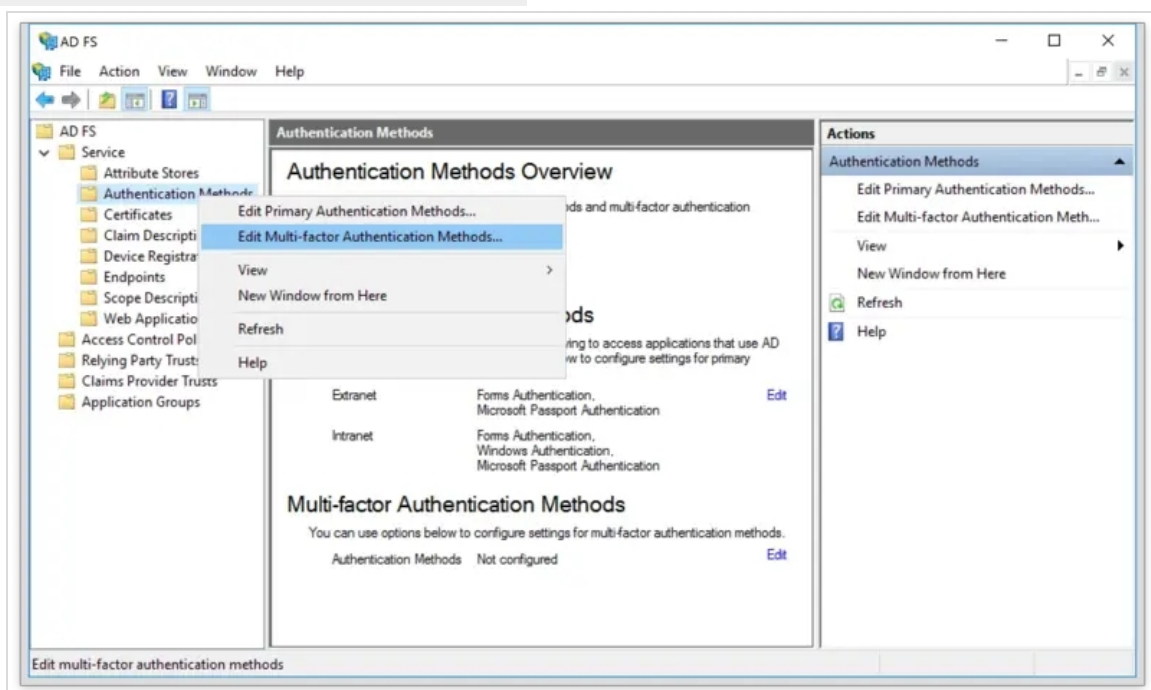 AD FS
File Action View Window Help
AD FS
Service
Attribute Stores
Authentication Methods
Certificates
Claim Descripti
Device Registra
Endpoints
Scope Descripti
Web Applicatio
Access Control Pol
Relying Party Trusts
Claims Provider Trusts
Application Groups
Edit Primary Authentication Methods...
Edit Multi-factor Authentication Methods...
View
New Window from Here
Refresh
Help
Authentication Methods
Authentication Methods Overview
ods and multi-factor authentication
ods
ying to access applications that use AD
ow to configure settings for primary
Extranet Forms Authentication, Edit
Microsoft Passport Authentication
Intranet Forms Authentication,
Windows Authentication,
Microsoft Passport Authentication
Multi-factor Authentication Methods
You can use options below to configure settings for multi-factor authentication methods.
Authentication Methods Not configured Edit
Actions
Authentication Methods
Edit Primary Authentication Methods...
Edit Multi-factor Authentication Meth...
View
New Window from Here
Refresh
Help
Edit multi-factor authentication methods